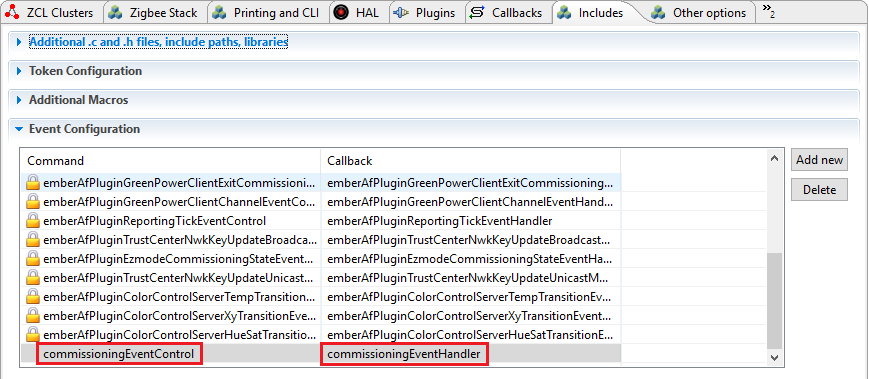 ZCL Clusters Zigbee Stack Printing and CLI HAL Plugins Callbacks Includes Other options »2
Additional .c and .h files, include paths, libraries
Token Configuration
Additional Macros
Event Configuration
Command Callback Add new
emberAfPluginGreenPowerClientExitCommissioni... emberAfPluginGreenPowerClientExitCommissioning... Delete
emberAfPluginGreenPowerClientChannelEventCo... emberAfPluginGreenPowerClientChannelEventHand...
emberAfPluginReportingTickEventControl emberAfPluginReportingTickEventHandler
emberAfPluginTrustCenterNwkKeyUpdateBroadca... emberAfPluginTrustCenterNwkKeyUpdateBroadcast...
emberAfPluginEzmodeCommissioningStateEvent... emberAfPluginEzmodeCommissioningStateEventHa...
emberAfPluginTrustCenterNwkKeyUpdateUnicast... emberAfPluginTrustCenterNwkKeyUpdateUnicastM...
emberAfPluginColorControlServerTempTransition... emberAfPluginColorControlServerTempTransitionEv...
emberAfPluginColorControlServerXyTransitionEve... emberAfPluginColorControlServerXyTransitionEvent...
emberAfPluginColorControlServerHueSatTransitio... emberAfPluginColorControlServerHueSatTransitionE...
commissioningEventControl commissioningEventHandler